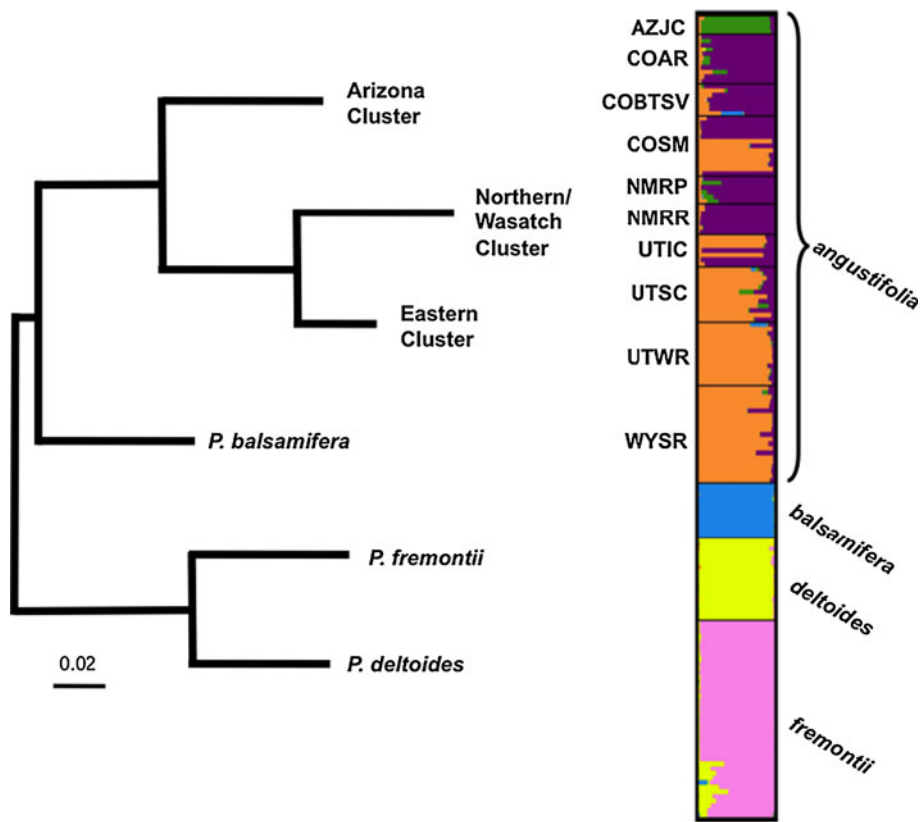 Arizona
Cluster
Northern/
Wasatch
Cluster
Eastern
Cluster
P. balsamifera
P. fremontii
P. deltoides
0.02
AZJC
COAR
COBTSV
COSM
NMRP
NMRR
UTIC
UTSC
UTWR
WYSR
angustifolia
balsamifera
deltoides
fremontii